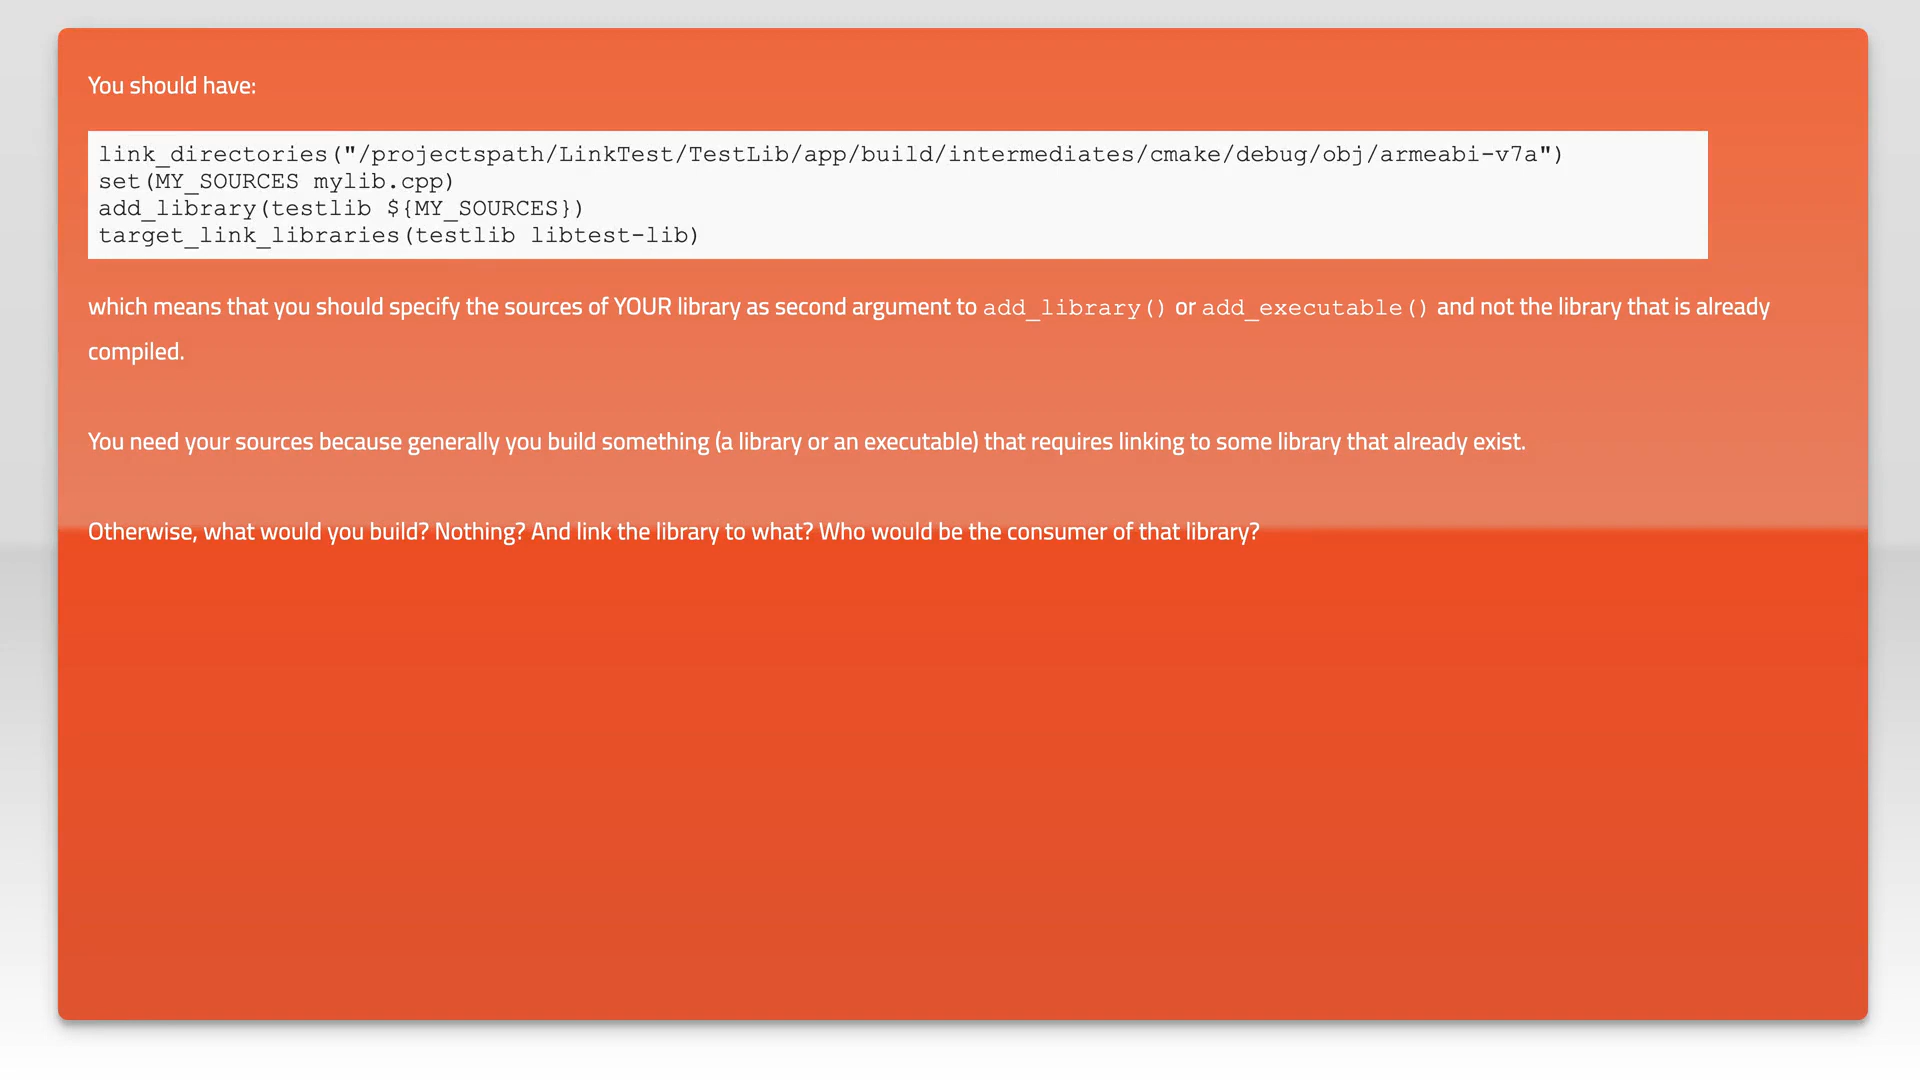 You should have:
link_directories("/projectspath/LinkTest/TestLib/app/build/intermediates/cmake/debug/obj/armeabi-v7a")
set(MY_SOURCES mylib.cpp)
add_library(testlib ${MY_SOURCES})
target_link_libraries(testlib libtest-lib)
which means that you should specify the sources of YOUR library as second argument to add_library() or add_executable() and not the library that is already
compiled.
You need your sources because generally you build something (a library or an executable) that requires linking to some library that already exist.
Otherwise, what would you build? Nothing? And link the library to what? Who would be the consumer of that library?